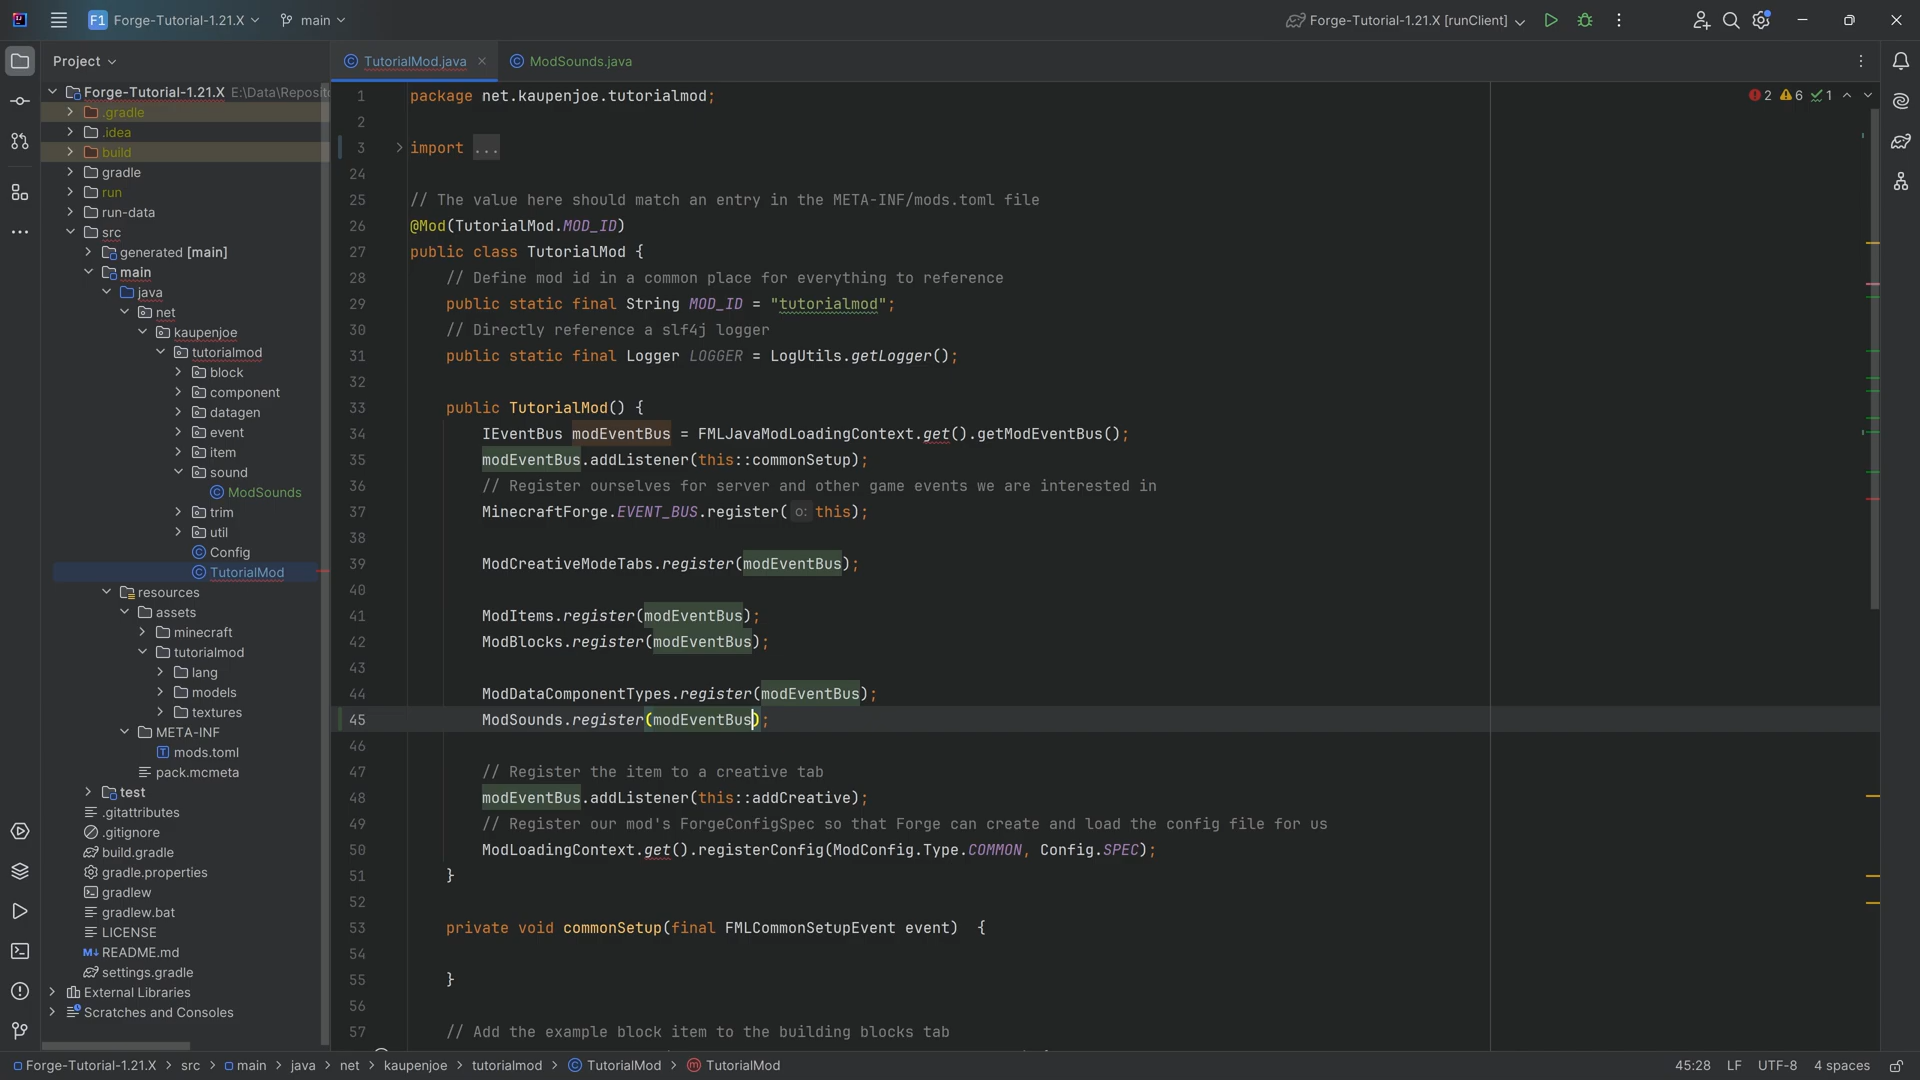 F1 Forge-Tutorial-1.21.X main
Forge-Tutorial-1.21.X [runClient]
Project
Forge-Tutorial-1.21.X
.gradle
.idea
build
gradle
run
run-data
src
generated [main]
main
java
net
kaupenjoe
tutorialmod
block
component
datagen
event
item
sound
ModSounds
trim
util
Config
TutorialMod
resources
assets
minecraft
tutorialmod
lang
models
textures
META-INF
mods.toml
pack.mcmeta
test
.gitattributes
.gitignore
build.gradle
gradle.properties
gradlew
gradlew.bat
LICENSE
README.md
settings.gradle
External Libraries
Scratches and Consoles
TutorialMod.java ModSounds.java
2 6 1
1 package net.kaupenjoe.tutorialmod;
2
3 import ...
24
25 // The value here should match an entry in the META-INF/mods.toml file
26 @Mod(TutorialMod.MOD_ID)
27 public class TutorialMod {
28 // Define mod id in a common place for everything to reference
29 public static final String MOD_ID = "tutorialmod";
30 // Directly reference a slf4j logger
31 public static final Logger LOGGER = LogUtils.getLogger();
32
33 public TutorialMod() {
34 IEventBus modEventBus = FMLJavaModLoadingContext.get().getModEventBus();
35 modEventBus.addListener(this::commonSetup);
36 // Register ourselves for server and other game events we are interested in
37 MinecraftForge.EVENT_BUS.register( o: this);
38
39 ModCreativeModeTabs.register(modEventBus);
40
41 ModItems.register(modEventBus);
42 ModBlocks.register(modEventBus);
43
44 ModDataComponentTypes.register(modEventBus);
45 ModSounds.register(modEventBus);
46
47 // Register the item to a creative tab
48 modEventBus.addListener(this::addCreative);
49 // Register our mod's ForgeConfigSpec so that Forge can create and load the config file for us
50 ModLoadingContext.get().registerConfig(ModConfig.Type.COMMON, Config.SPEC);
51 }
52
53 private void commonSetup(final FMLCommonSetupEvent event) {
54
55 }
56
57 // Add the example block item to the building blocks tab
Forge-Tutorial-1.21.X > src > main > java > net > kaupenjoe > tutorialmod > TutorialMod > TutorialMod
45:28 LF UTF-8 4 spaces